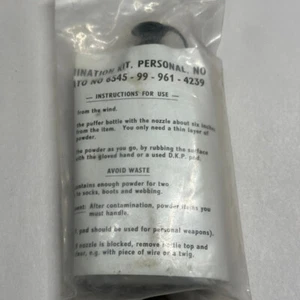 INATION KIT. PERSONAL. NO
NATO NO 6545-99-961-4239
— INSTRUCTIONS FOR USE —
from the wind.
the puffer bottle with the nozzle about six inches
from the item. You only need a thin layer of
powder.
the powder as you go, by rubbing the surface
with the gloved hand or a used D.K.P. pad.
AVOID WASTE
contains enough powder for two
socks, boots and webbing.
After contamination, powder
must handle,
pad should be used for personal weapons).
nozzle is blocked, remove bottle top and
e.g. with piece of wire or a twig.